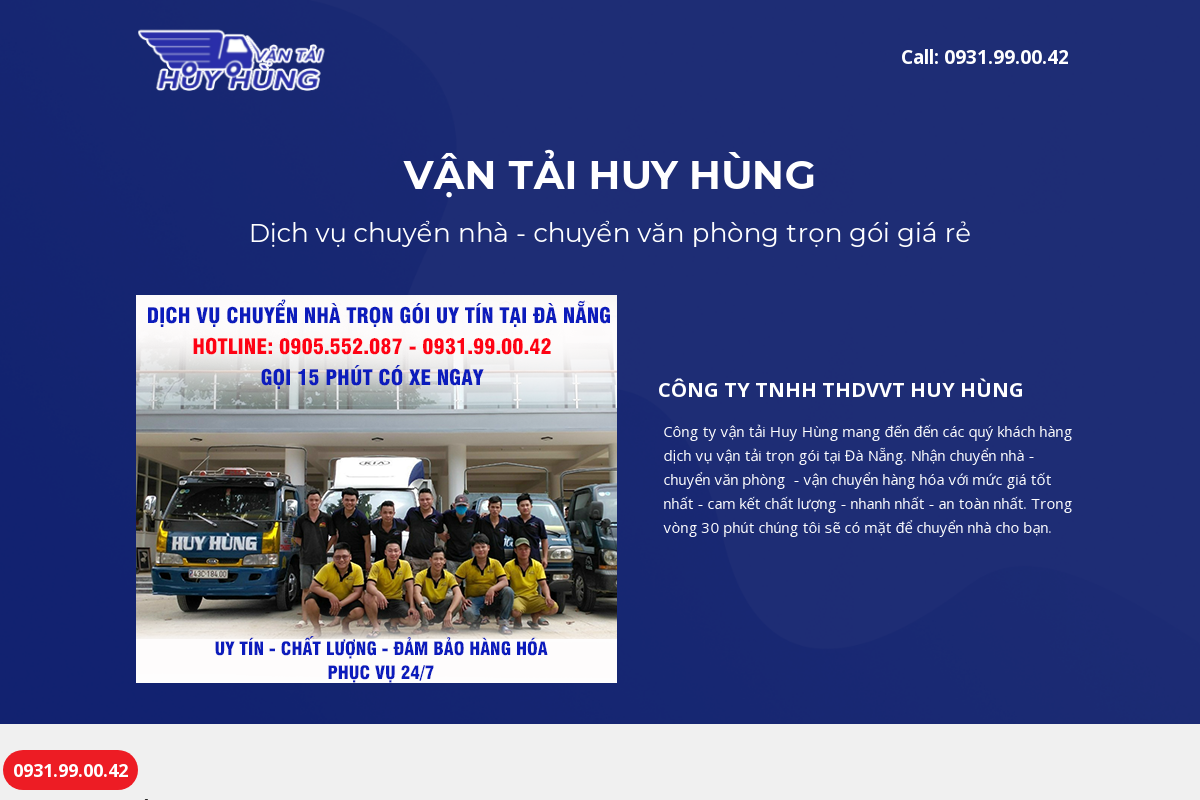 VẬN TẢI
HUY HÙNG
Call: 0931.99.00.42
VẬN TẢI HUY HÙNG
Dịch vụ chuyển nhà - chuyển văn phòng trọn gói giá rẻ
DỊCH VỤ CHUYỂN NHÀ TRỌN GÓI UY TÍN TẠI ĐÀ NẴNG
HOTLINE: 0905.552.087 - 0931.99.00.42
GỌI 15 PHÚT CÓ XE NGAY
KIA
HUY HÙNG
43C-184.00
UY TÍN - CHẤT LƯỢNG - ĐẢM BẢO HÀNG HÓA
PHỤC VỤ 24/7
CÔNG TY TNHH THDVVT HUY HÙNG
Công ty vận tải Huy Hùng mang đến đến các quý khách hàng
dịch vụ vận tải trọn gói tại Đà Nẵng. Nhận chuyển nhà -
chuyển văn phòng  - vận chuyển hàng hóa với mức giá tốt
nhất - cam kết chất lượng - nhanh nhất - an toàn nhất. Trong
vòng 30 phút chúng tôi sẽ có mặt để chuyển nhà cho bạn.
0931.99.00.42